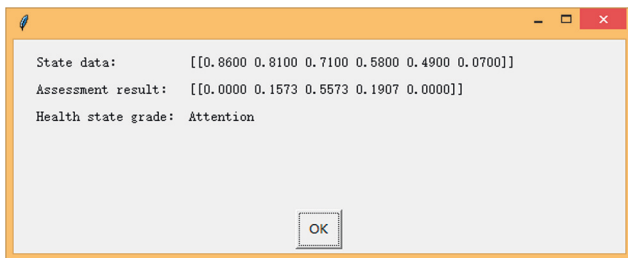 State data: [[0.8600 0.8100 0.7100 0.5800 0.4900 0.0700]]
Assessment result: [[0.0000 0.1573 0.5573 0.1907 0.0000]]
Health state grade: Attention
OK